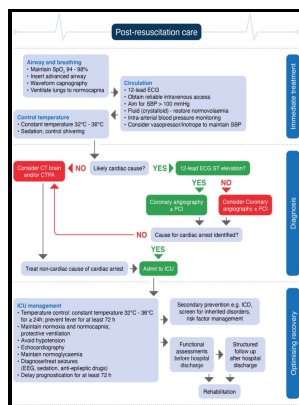 Post-resuscitation care
Airway and breathing
• Maintain SpO₂ 94 - 98%
• Insert advanced airway
• Waveform capnography
• Ventilate lungs to normocapnia
Circulation
• 12-lead ECG
• Obtain reliable intravenous access
• Aim for SBP > 100 mmHg
• Fluid (crystalloid) - restore normovolaemia
• Intra-arterial blood pressure monitoring
• Consider vasopressor/inotrope to maintain SBP
Control temperature
• Constant temperature 32°C - 36°C
• Sedation; control shivering
Immediate treatment
Likely cardiac cause?
NO
YES
Consider CT brain
and/or CTPA
12-lead ECG ST elevation?
YES
NO
Coronary
angiography
± PCI
Consider Coronary
angiography ± PCI
NO
Cause for cardiac arrest identified?
YES
Treat non-cardiac cause of cardiac arrest
Admit to ICU
Diagnosis
ICU management
• Temperature control: constant temperature 32°C - 36°C
for ≥ 24h; prevent fever for at least 72 h
• Maintain normoxia and normocapnia;
protective ventilation
• Avoid hypotension
• Echocardiography
• Maintain normoglycaemia
• Diagnose/treat seizures
(EEG, sedation, anti-epileptic drugs)
• Delay prognostication for at least 72 h
Secondary prevention e.g. ICD,
screen for inherited disorders,
risk factor management
Functional
assessments
before hospital
discharge
Structured
follow up
after hospital
discharge
Rehabilitation
Optimising recovery